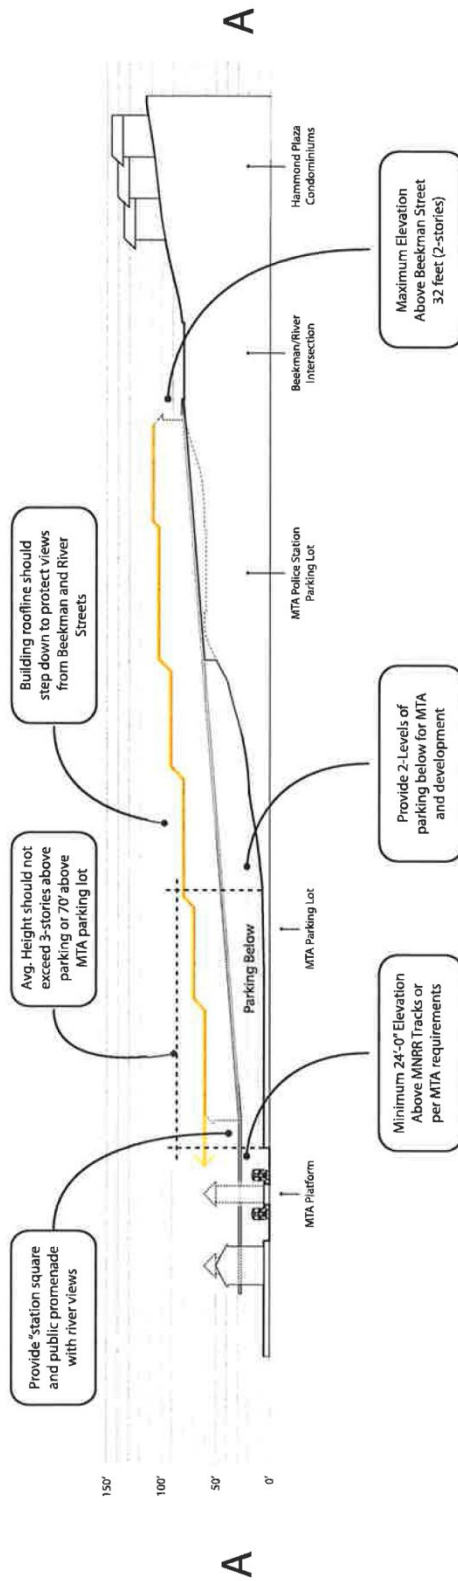 A
Provide "station square
and public promenade
with river views
Avg. Height should not
exceed 3-stories above
parking or 70' above
MTA parking lot
Building roofline should
step down to protect views
from Beekman and River
Streets
150'
100'
50'
0'
Parking Below
MTA Platform
MTA Parking Lot
MTA Police Station
Parking Lot
Beekman/River
Intersection
Hammond Plaza
Condominiums
Minimum 24'-0" Elevation
Above MNRR Tracks or
per MTA requirements
Provide 2-Levels of
parking below for MTA
and development
Maximum Elevation
Above Beekman Street
32 feet (2-stories)
A